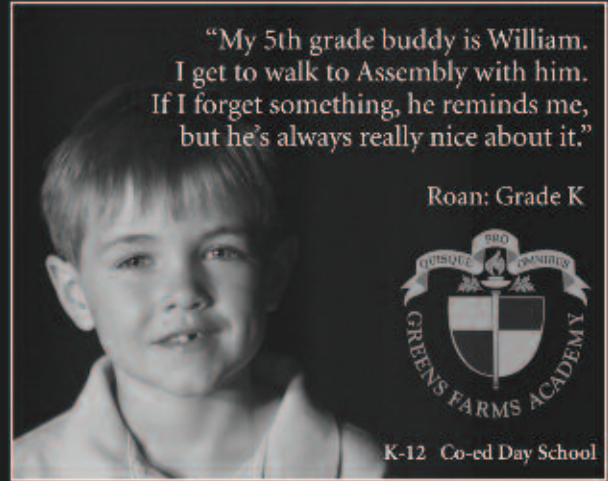 “My 5th grade buddy is William.
I get to walk to Assembly with him.
If I forget something, he reminds me,
but he’s always really nice about it.”
Roan: Grade K
QUISQUE PRO OMNIBUS
GREENS FARMS ACADEMY
K-12 Co-ed Day School